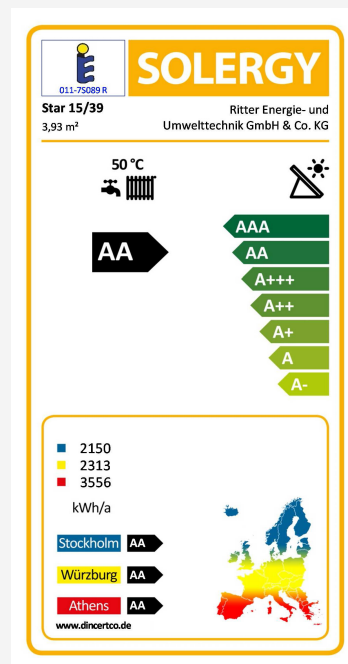 SOLERGY
011-7S089 R
Star 15/39
Ritter Energie- und
3,93 m²
Umwelttechnik GmbH & Co. KG
50 °C
AA
AAA
AA
A+++
A++
A+
A
A-
2150
2313
3556
kWh/a
Stockholm AA
Würzburg AA
Athens AA
www.dincertco.de